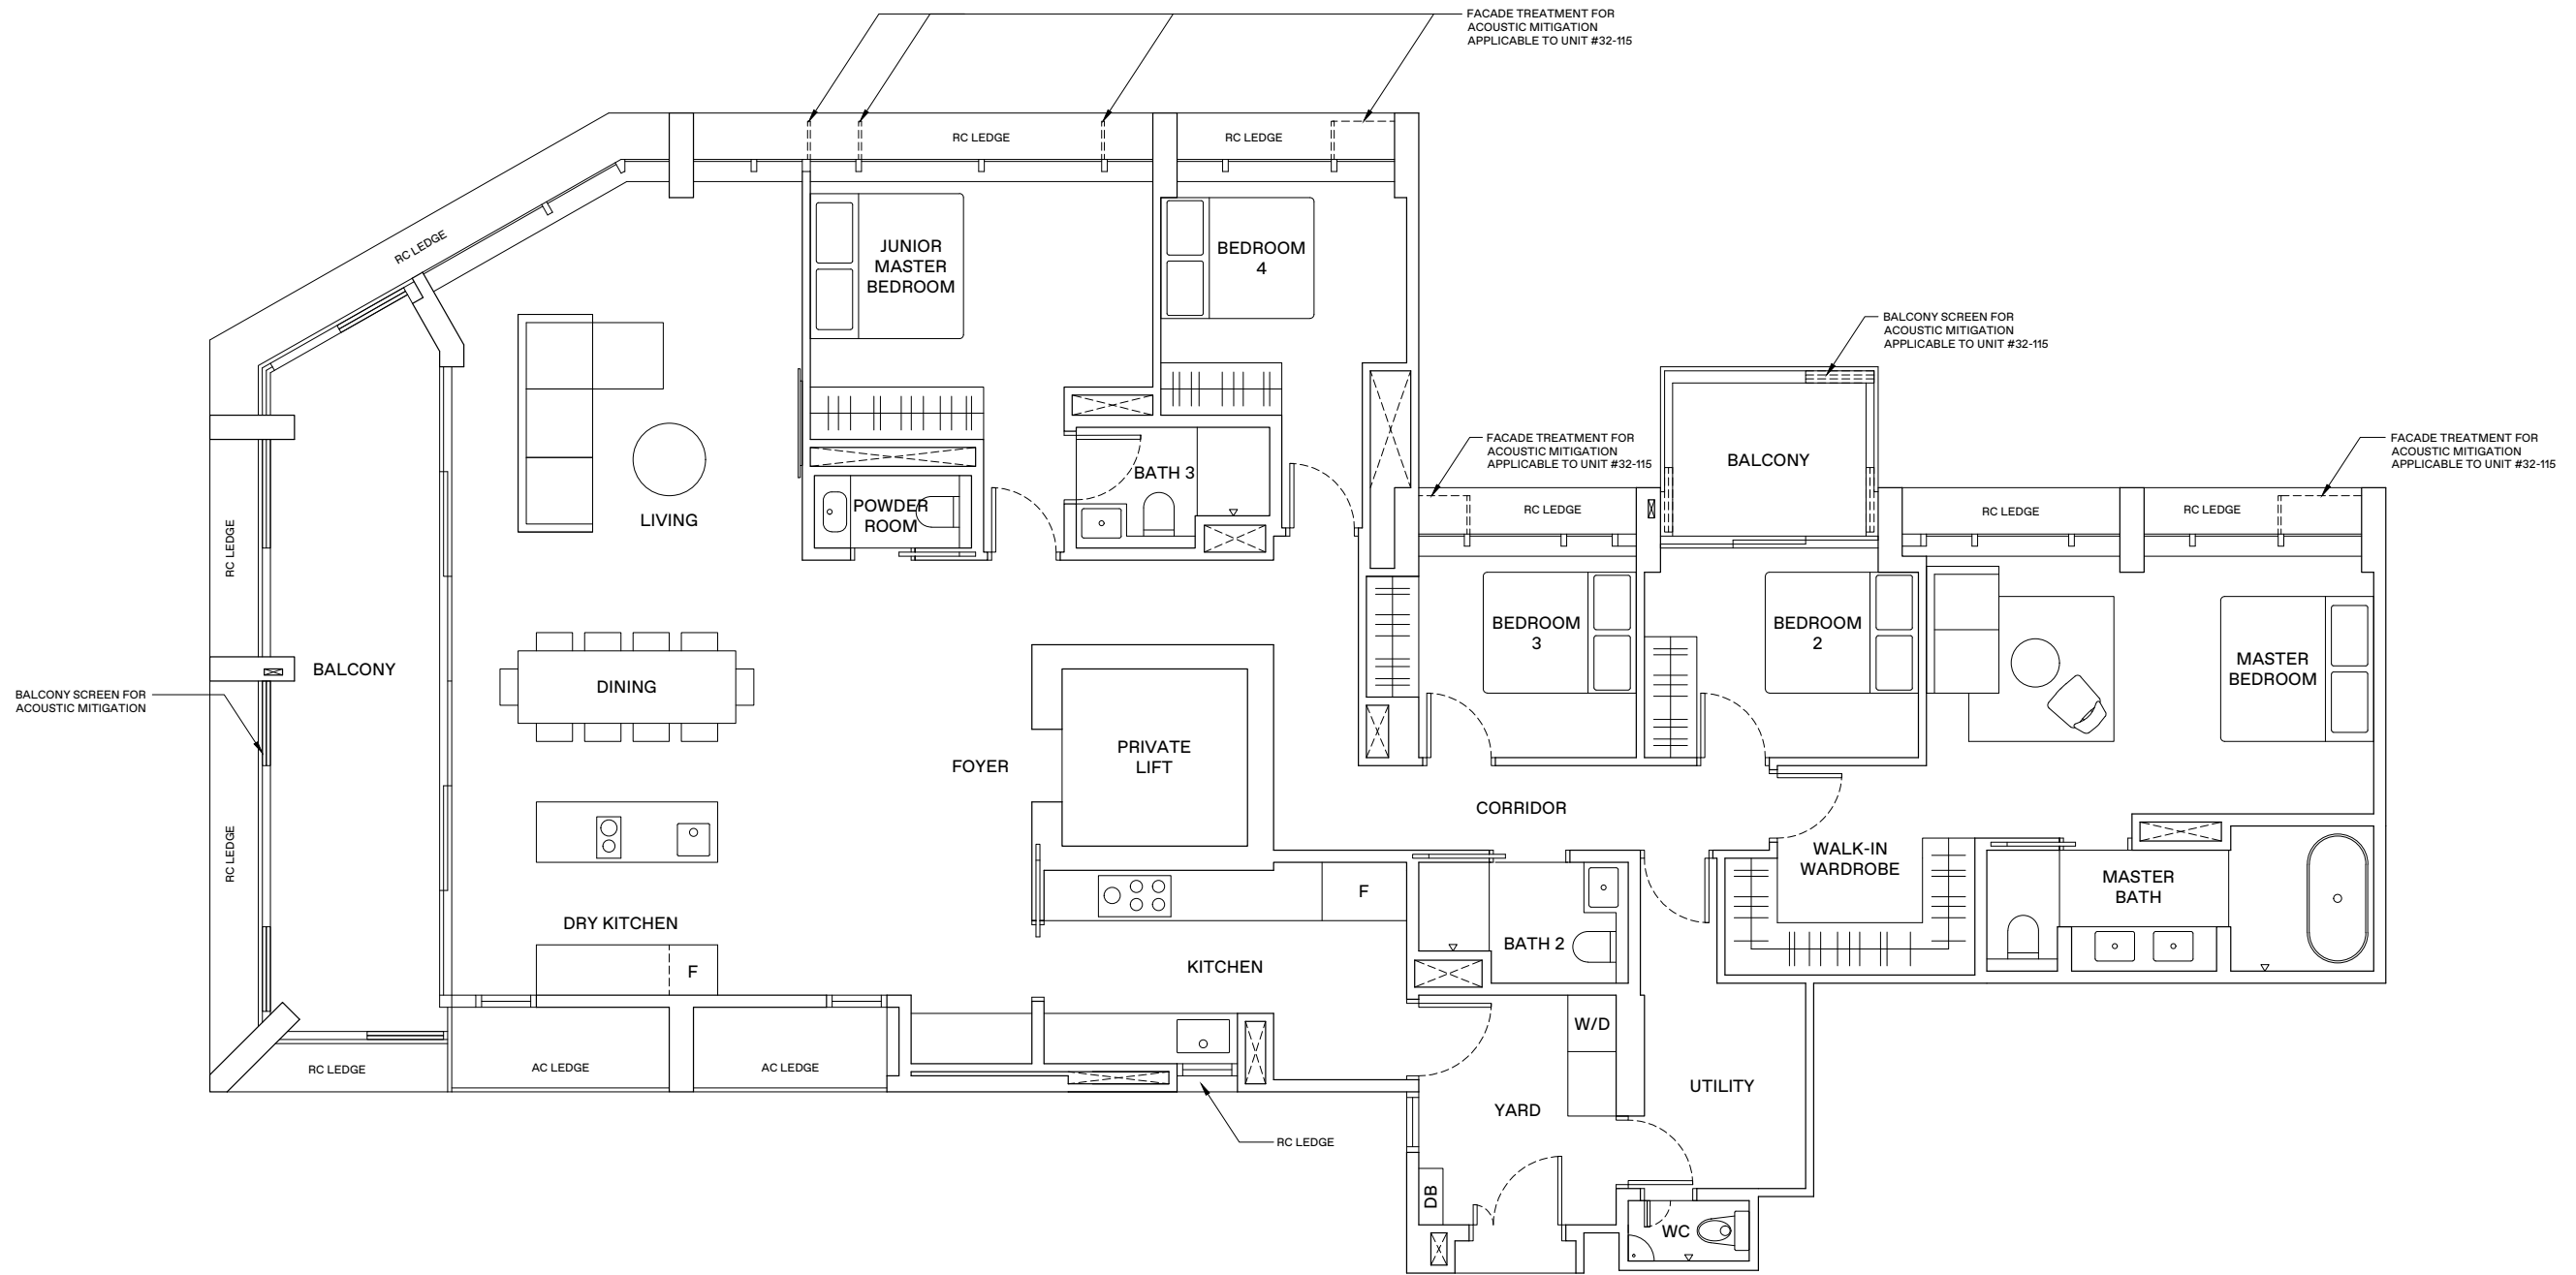 FACADE TREATMENT FOR
ACOUSTIC MITIGATION
APPLICABLE TO UNIT #32-115
RC LEDGE
RC LEDGE
RC LEDGE
JUNIOR
MASTER
BEDROOM
BEDROOM
4
BALCONY SCREEN FOR
ACOUSTIC MITIGATION
APPLICABLE TO UNIT #32-115
FACADE TREATMENT FOR
ACOUSTIC MITIGATION
APPLICABLE TO UNIT #32-115
BALCONY
FACADE TREATMENT FOR
ACOUSTIC MITIGATION
APPLICABLE TO UNIT #32-115
BATH 3
POWDER
ROOM
LIVING
RC LEDGE
RC LEDGE
RC LEDGE
RC LEDGE
BEDROOM
3
BEDROOM
2
MASTER
BEDROOM
BALCONY
DINING
BALCONY SCREEN FOR
ACOUSTIC MITIGATION
PRIVATE
LIFT
FOYER
CORRIDOR
RC LEDGE
WALK-IN
WARDROBE
MASTER
BATH
F
DRY KITCHEN
BATH 2
KITCHEN
F
W/D
RC LEDGE
AC LEDGE
AC LEDGE
UTILITY
YARD
RC LEDGE
DB
WC